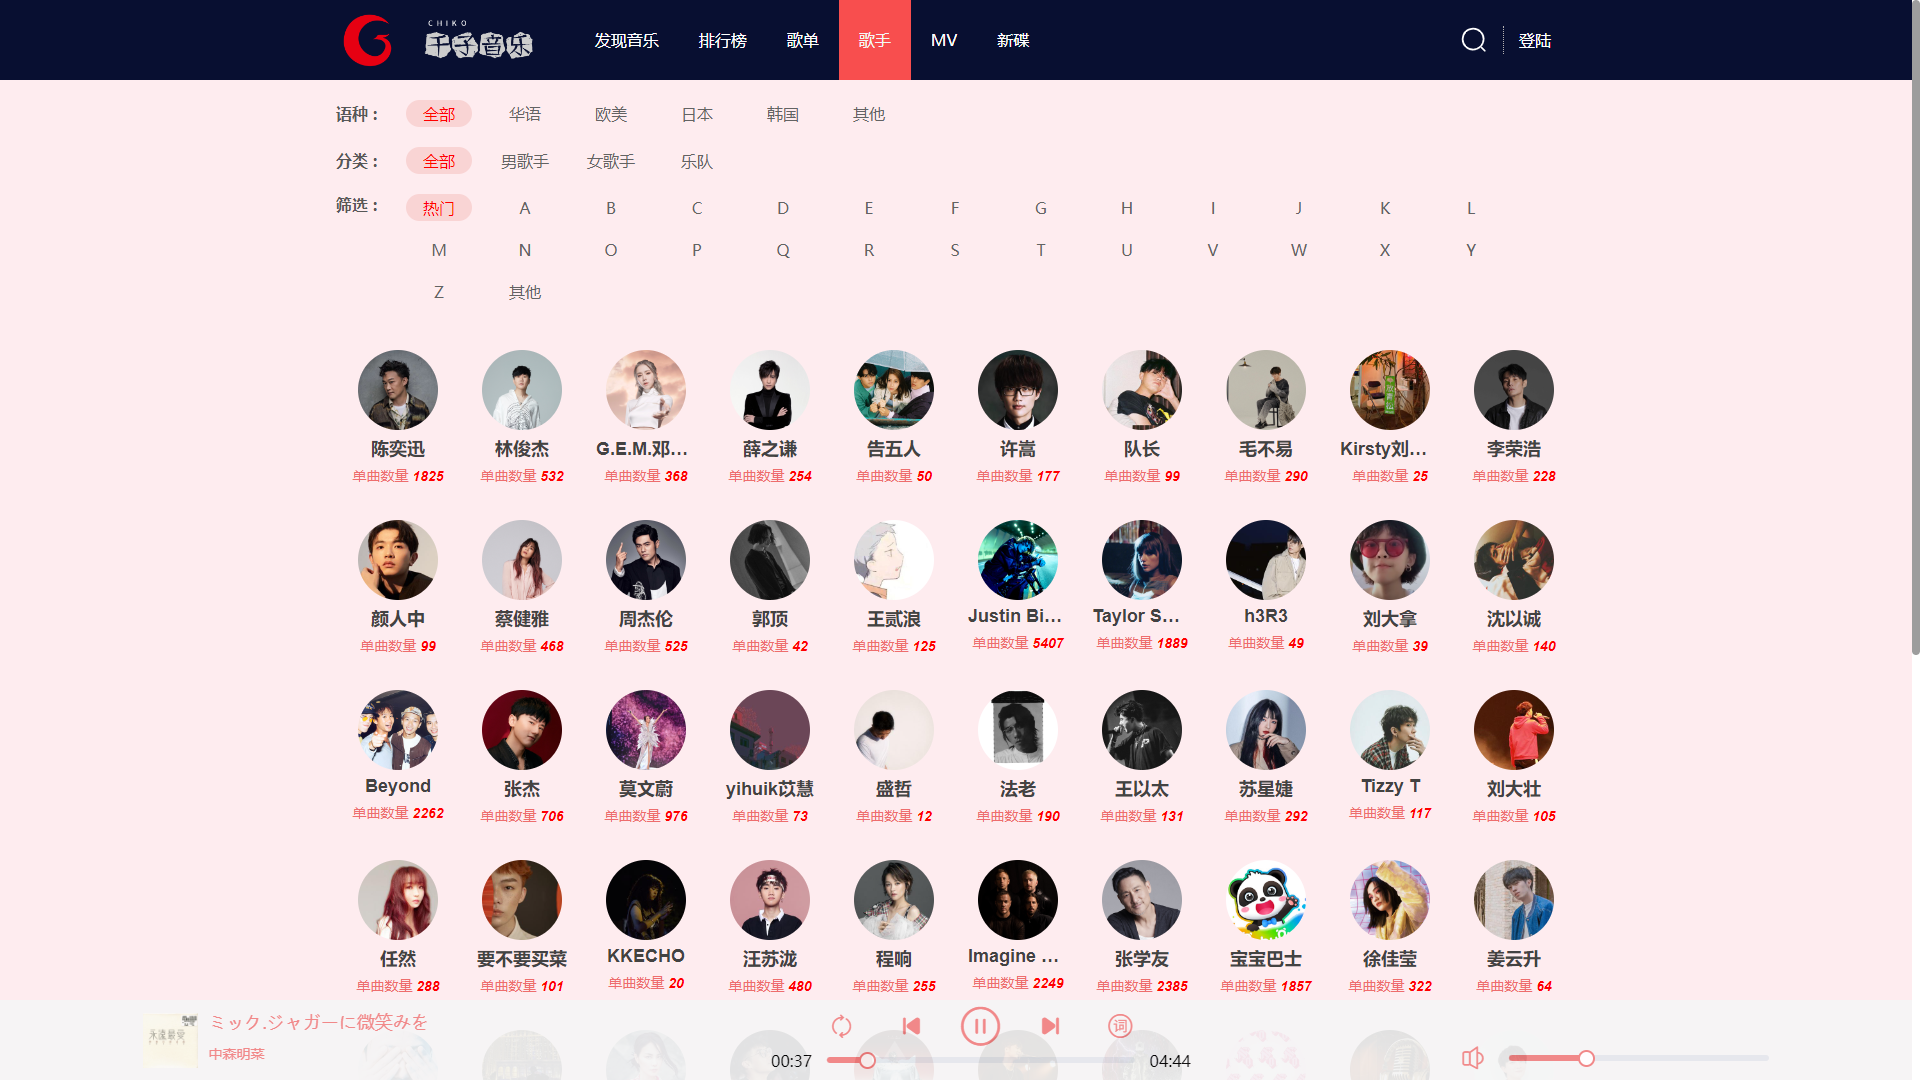 CHIKO
千子音乐
发现音乐 排行榜 歌单 歌手 MV 新碟 登陆
语种： 全部 华语 欧美 日本 韩国 其他
分类： 全部 男歌手 女歌手 乐队
筛选： 热门 A B C D E F G H I J K L
M N O P Q R S T U V W X Y
Z 其他
陈奕迅 林俊杰 G.E.M.邓... 薛之谦 告五人 许嵩 队长 毛不易 Kirsty刘... 李荣浩
单曲数量 1825 单曲数量 532 单曲数量 368 单曲数量 254 单曲数量 50 单曲数量 177 单曲数量 99 单曲数量 290 单曲数量 25 单曲数量 228
颜人中 蔡健雅 周杰伦 郭顶 王贰浪 Justin Bi... Taylor S... h3R3 刘大拿 沈以诚
单曲数量 99 单曲数量 468 单曲数量 525 单曲数量 42 单曲数量 125 单曲数量 5407 单曲数量 1889 单曲数量 49 单曲数量 39 单曲数量 140
Beyond 张杰 莫文蔚 yihuik苡慧 盛哲 法老 王以太 苏星婕 Tizzy T 刘大壮
单曲数量 2262 单曲数量 706 单曲数量 976 单曲数量 73 单曲数量 12 单曲数量 190 单曲数量 131 单曲数量 292 单曲数量 117 单曲数量 105
任然 要不要买菜 KKECHO 汪苏泷 程响 Imagine ... 张学友 宝宝巴士 徐佳莹 姜云升
单曲数量 288 单曲数量 101 单曲数量 20 单曲数量 480 单曲数量 255 单曲数量 2249 单曲数量 2385 单曲数量 1857 单曲数量 322 单曲数量 64
ミック.ジャガーに微笑みを
中森明菜
词
00:37 04:44